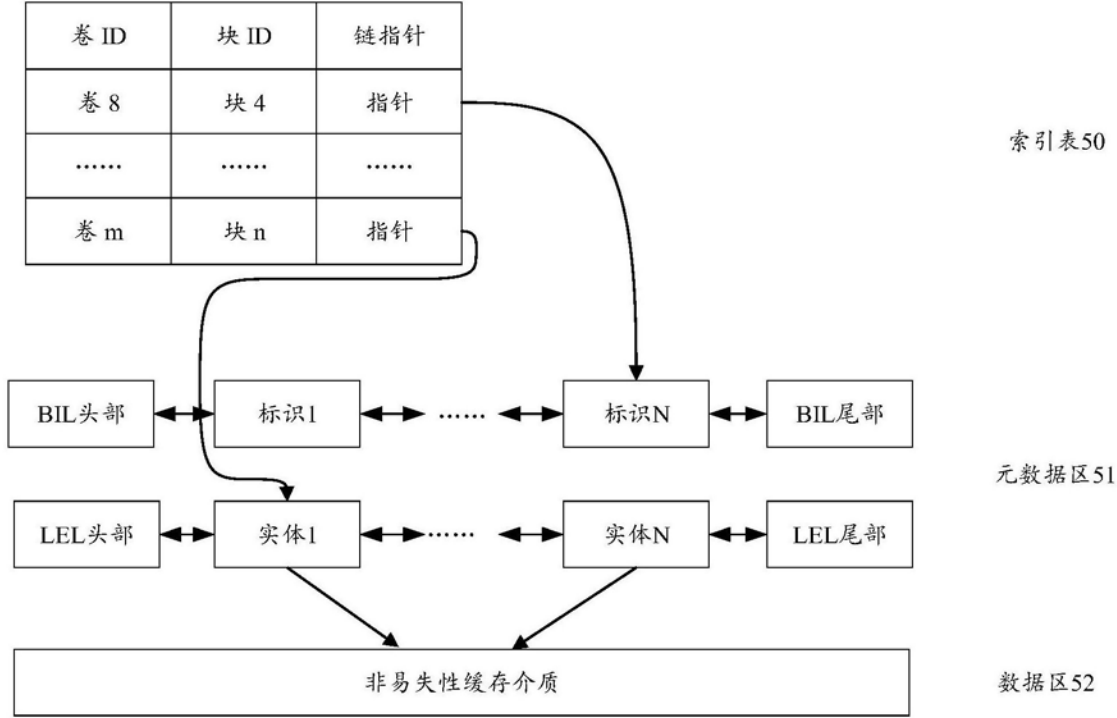 卷 ID 块 ID 链指针
卷 8 块 4 指针
索引表50
…… …… ……
卷 m 块 n 指针
BIL头部 标识1 …… 标识N BIL尾部
元数据区51
LEL头部 实体1 …… 实体N LEL尾部
非易失性缓存介质 数据区52